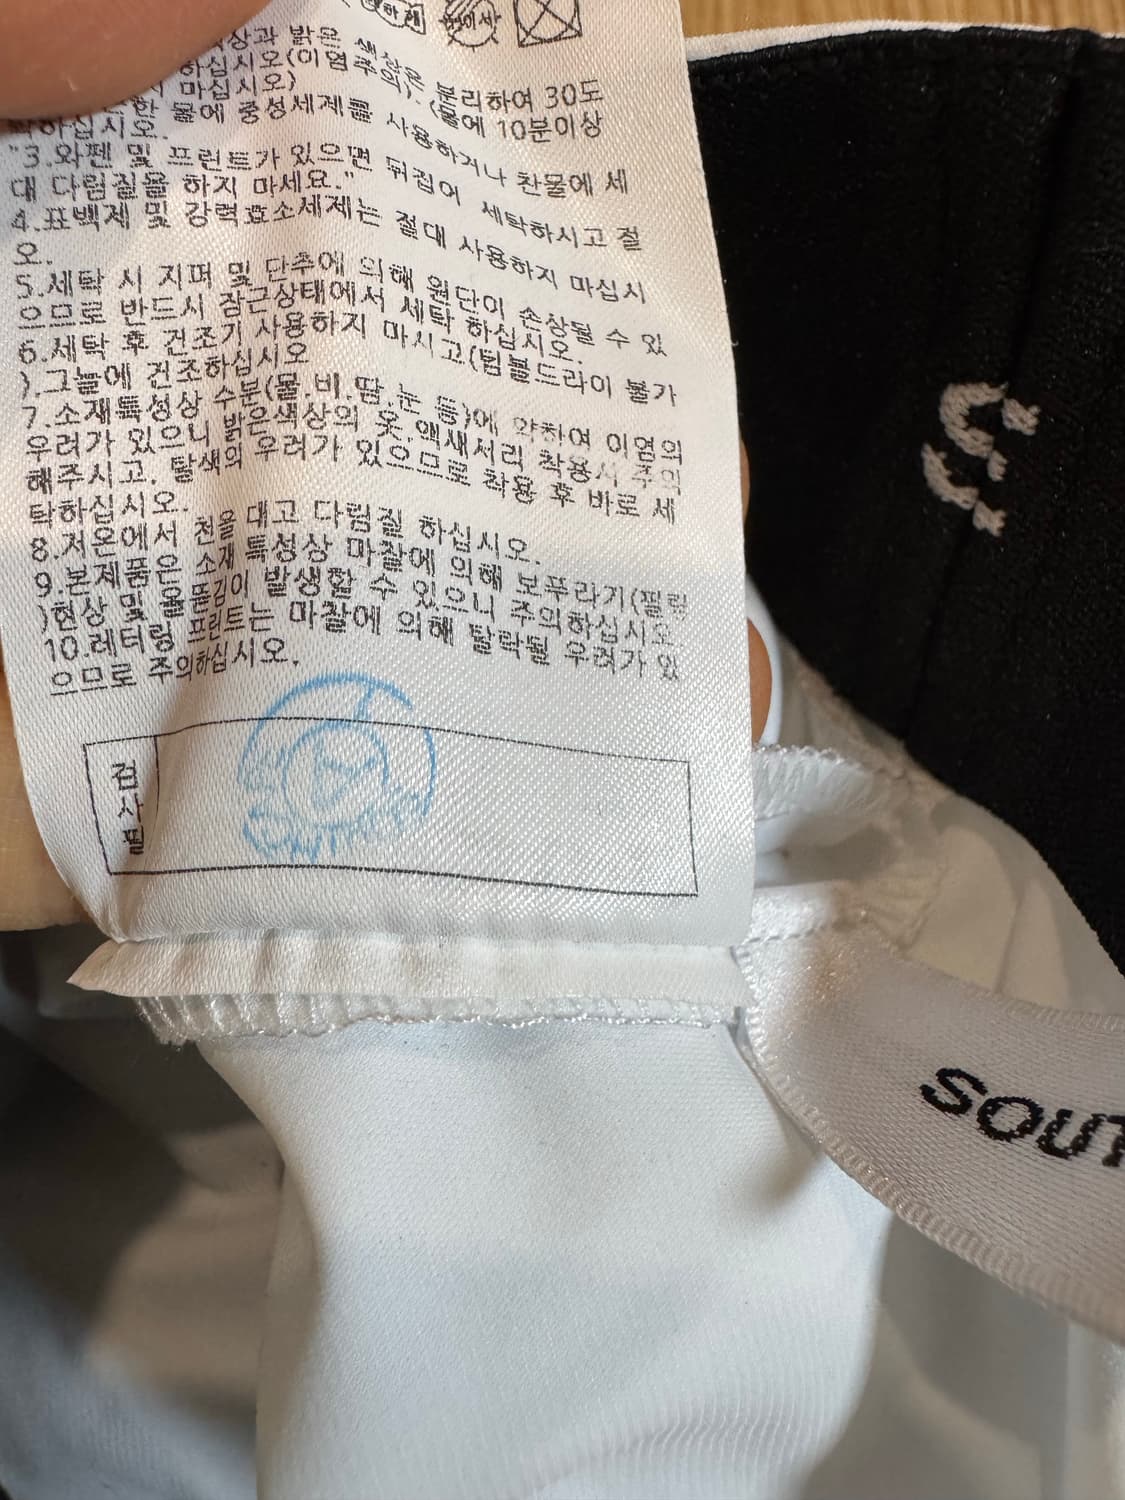 색상과 밝은 색상은 분리하여 30도
한 물에 중성세제를 사용하거나 찬물에 세
탁하십시오.
하십시오(이염주의). (물에 10분이상
지 마십시오)
"3.와펜 및 프린트가 있으면 뒤집어 세탁하시고 절
대 다림질을 하지 마세요."
4.표백제 및 강력효소세제는 절대 사용하지 마십시
오.
5.세탁 시 지퍼 및 단추에 의해 원단이 손상될 수 있
으므로 반드시 잠근상태에서 세탁 하십시오.
6.세탁 후 건조기 사용하지 마시고(텀블드라이 불가
).그늘에 건조하십시오
7.소재특성상 수분(물.비.땀.눈 등)에 약하여 이염의
우려가 있으니 밝은색상의 옷,액세서리 착용시 주의
해주시고, 탈색의 우려가 있으므로 착용 후 바로 세
탁하십시오.
8.저온에서 천을 대고 다림질 하십시오.
9.본제품은 소재 특성상 마찰에 의해 보푸라기(필링
)현상 및 올풀김이 발생할 수 있으니 주의하십시오.
10.레터링 프린트는 마찰에 의해 탈락될 우려가 있
으므로 주의하십시오.
검사필
S
SOUT